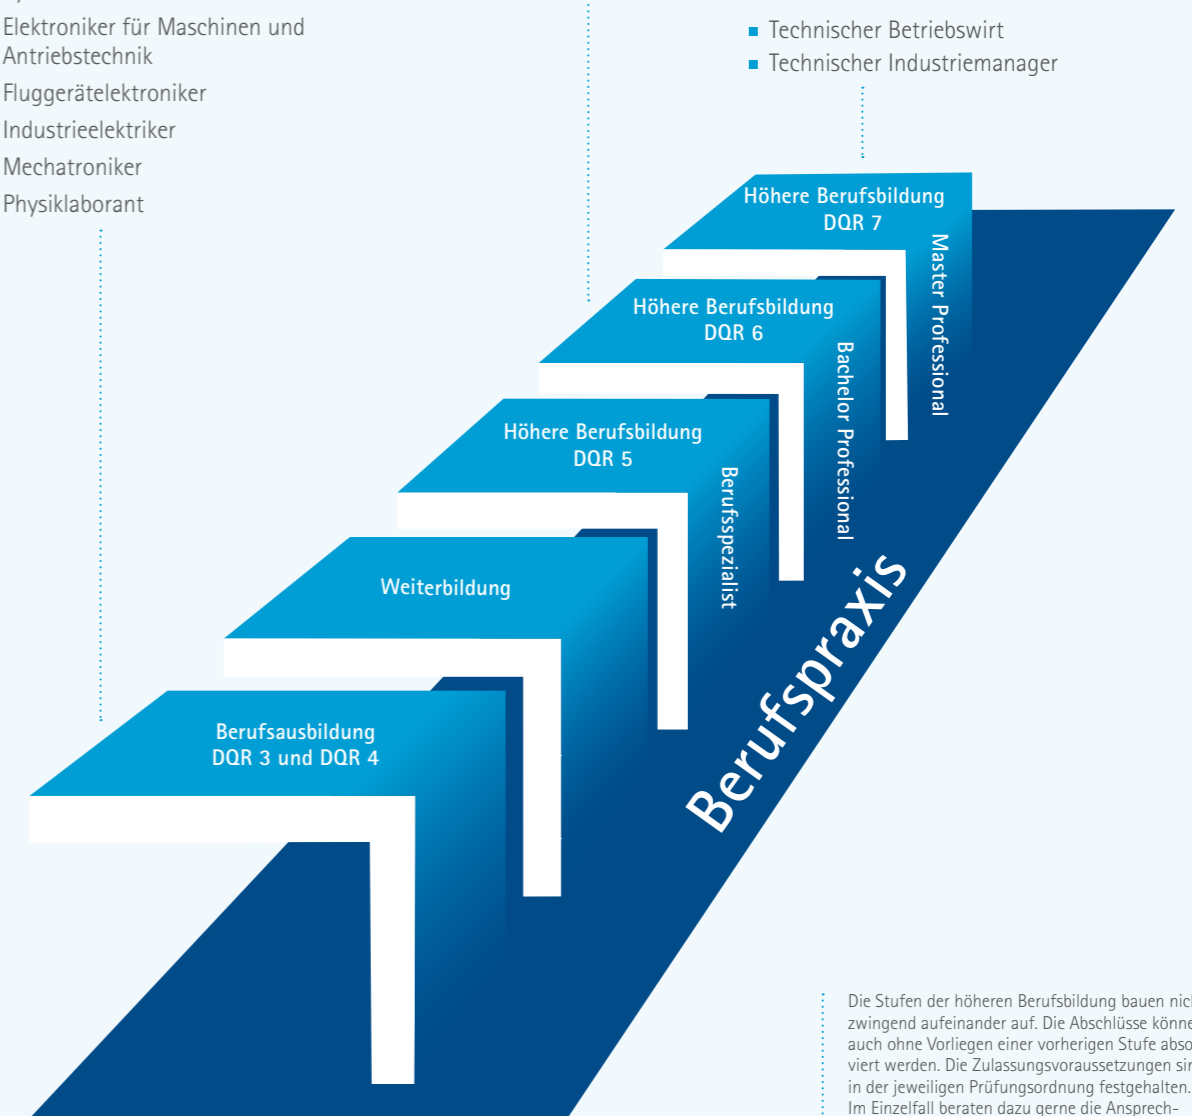 Elektroniker für Maschinen und
Antriebstechnik
Fluggerätelektroniker
Industrieelektriker
Mechatroniker
Physiklaborant
Technischer Betriebswirt
Technischer Industriemanager
Höhere Berufsbildung
DQR 7
Master Professional
Höhere Berufsbildung
DQR 6
Bachelor Professional
Höhere Berufsbildung
DQR 5
Berufsspezialist
Weiterbildung
Berufsausbildung
DQR 3 und DQR 4
Berufspraxis
Die Stufen der höheren Berufsbildung bauen
zwingend aufeinander auf. Die Abschlüsse
auch ohne Vorliegen einer vorherigen Stufe abso-
viert werden. Die Zulassungsvoraussetzungen
in der jeweiligen Prüfungsordnung festgehalten.
Im Einzelfall beraten dazu gerne die Ansprech-